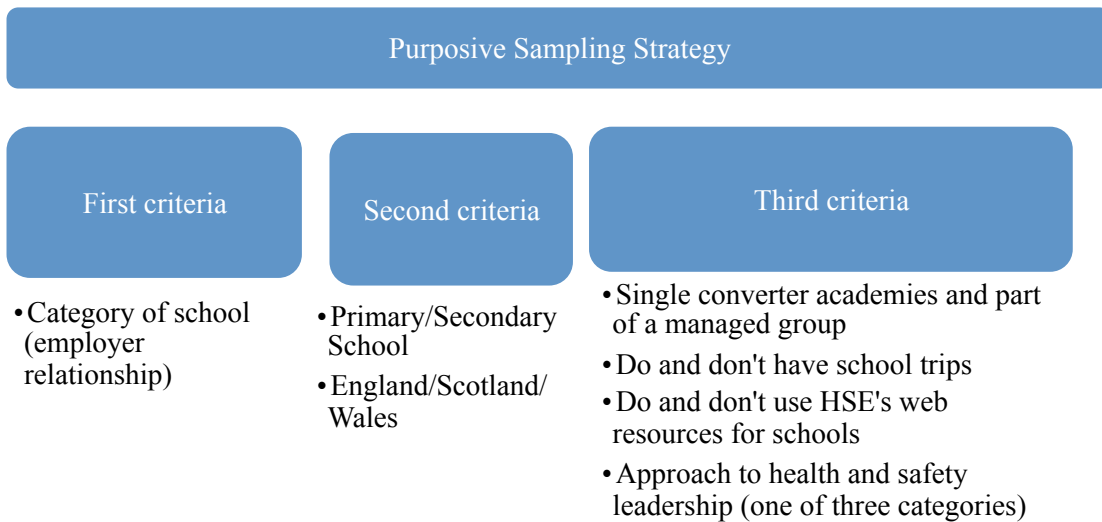 Purposive Sampling Strategy
First criteria
Second criteria
Third criteria
• Category of school
(employer
relationship)
• Primary/Secondary
School
• England/Scotland/
Wales
• Single converter academies and part
of a managed group
• Do and don't have school trips
• Do and don't use HSE's web
resources for schools
• Approach to health and safety
leadership (one of three categories)